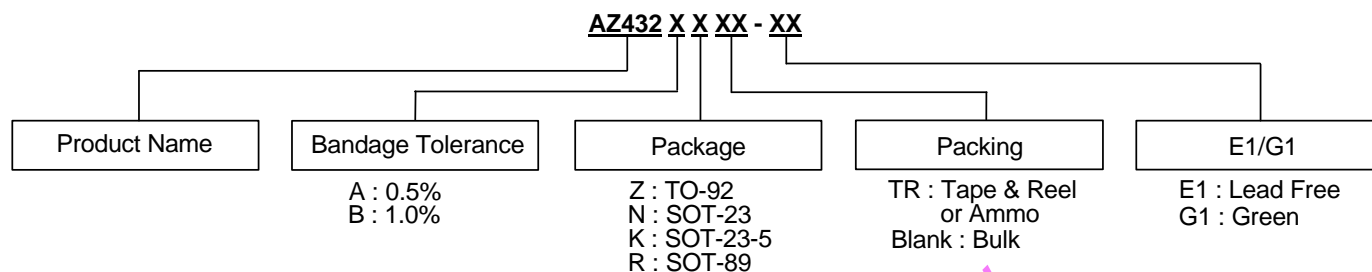 AZ432 X X XX - XX
Product Name
Bandage Tolerance
A : 0.5%
B : 1.0%
Package
Z : TO-92
N : SOT-23
K : SOT-23-5
R : SOT-89
Packing
TR : Tape & Reel
or Ammo
Blank : Bulk
E1/G1
E1 : Lead Free
G1 : Green